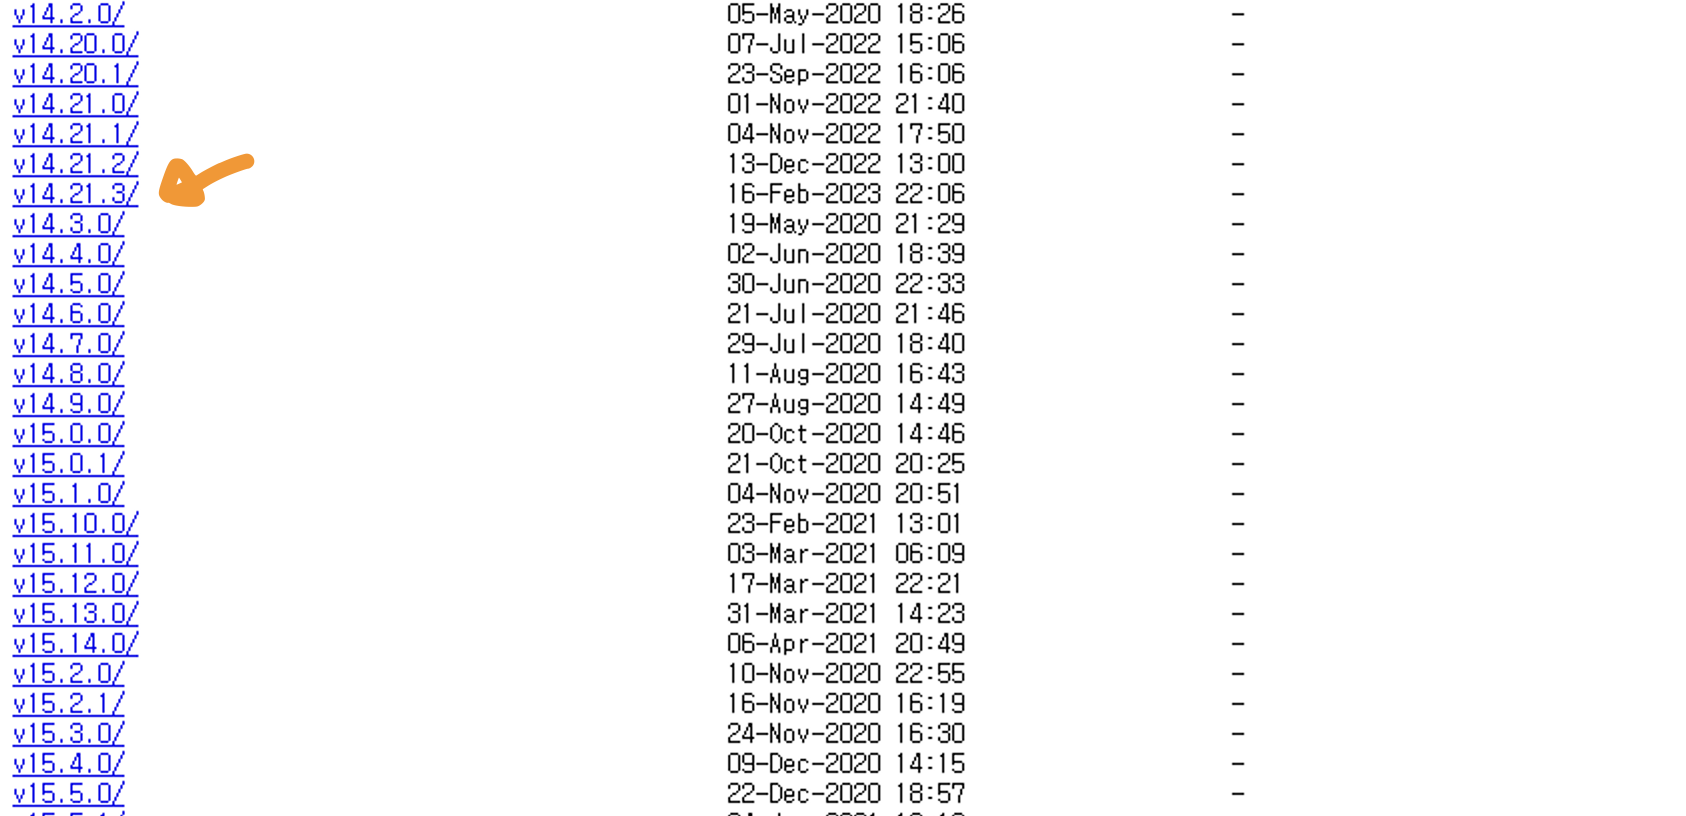 v14.2.0/ 05-May-2020 18:26 -
v14.20.0/ 07-Jul-2022 15:06 -
v14.20.1/ 23-Sep-2022 16:06 -
v14.21.0/ 01-Nov-2022 21:40 -
v14.21.1/ 04-Nov-2022 17:50 -
v14.21.2/ 13-Dec-2022 13:00 -
v14.21.3/ 16-Feb-2023 22:06 -
v14.3.0/ 19-May-2020 21:29 -
v14.4.0/ 02-Jun-2020 18:39 -
v14.5.0/ 30-Jun-2020 22:33 -
v14.6.0/ 21-Jul-2020 21:46 -
v14.7.0/ 29-Jul-2020 18:40 -
v14.8.0/ 11-Aug-2020 16:43 -
v14.9.0/ 27-Aug-2020 14:49 -
v15.0.0/ 20-Oct-2020 14:46 -
v15.0.1/ 21-Oct-2020 20:25 -
v15.1.0/ 04-Nov-2020 20:51 -
v15.10.0/ 23-Feb-2021 13:01 -
v15.11.0/ 03-Mar-2021 06:09 -
v15.12.0/ 17-Mar-2021 22:21 -
v15.13.0/ 31-Mar-2021 14:23 -
v15.14.0/ 06-Apr-2021 20:49 -
v15.2.0/ 10-Nov-2020 22:55 -
v15.2.1/ 16-Nov-2020 16:19 -
v15.3.0/ 24-Nov-2020 16:30 -
v15.4.0/ 09-Dec-2020 14:15 -
v15.5.0/ 22-Dec-2020 18:57 -